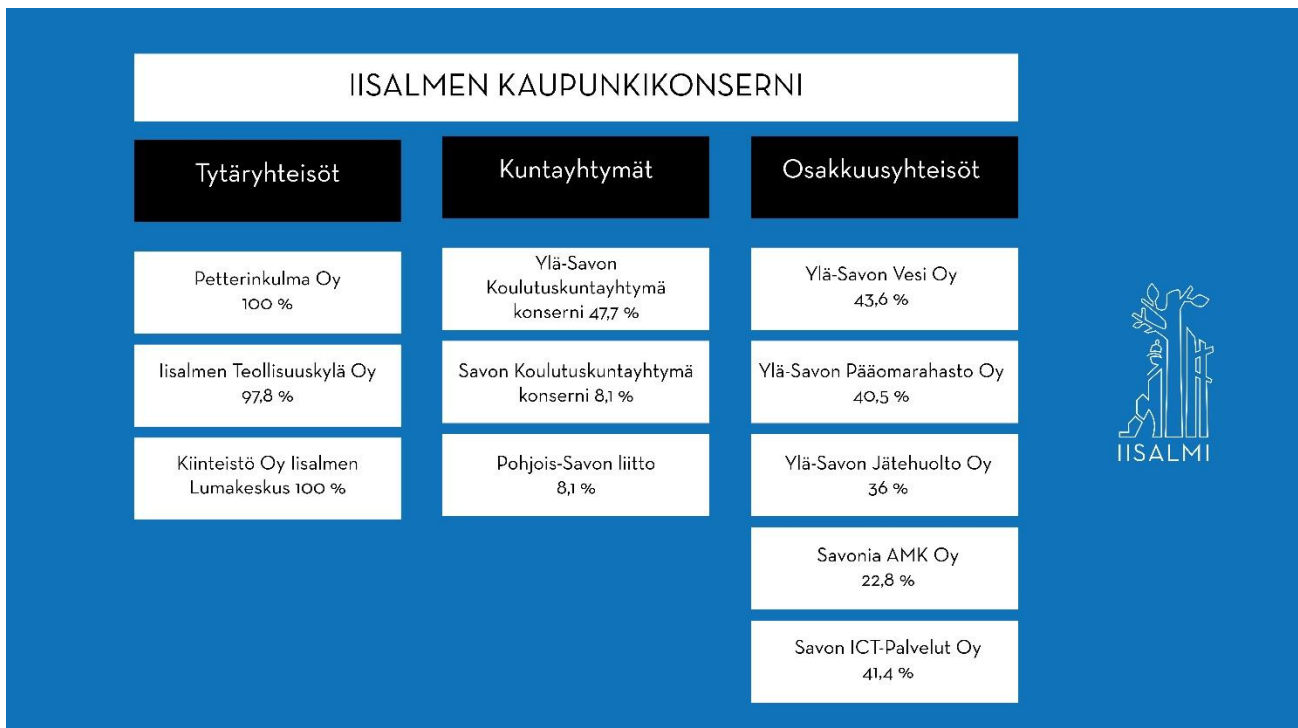 IISALMEN KAUPUNKIKONSERNI
Tytäryhteisöt
Petterinkulma Oy
100 %
Iisalmen Teollisuuskylä Oy
97,8 %
Kiinteistö Oy Iisalmen
Lumakeskus 100 %
Kuntayhtymät
Ylä-Savon
Koulutuskuntayhtymä
konserni 47,7 %
Savon Koulutuskuntayhtymä
konserni 8,1 %
Pohjois-Savon liitto
8,1 %
Osakkuusyhteisöt
Ylä-Savon Vesi Oy
43,6 %
Ylä-Savon Pääomarahasto Oy
40,5 %
Ylä-Savon Jätehuolto Oy
36 %
Savonia AMK Oy
22,8 %
Savon ICT-Palvelut Oy
41,4 %
IISALMI